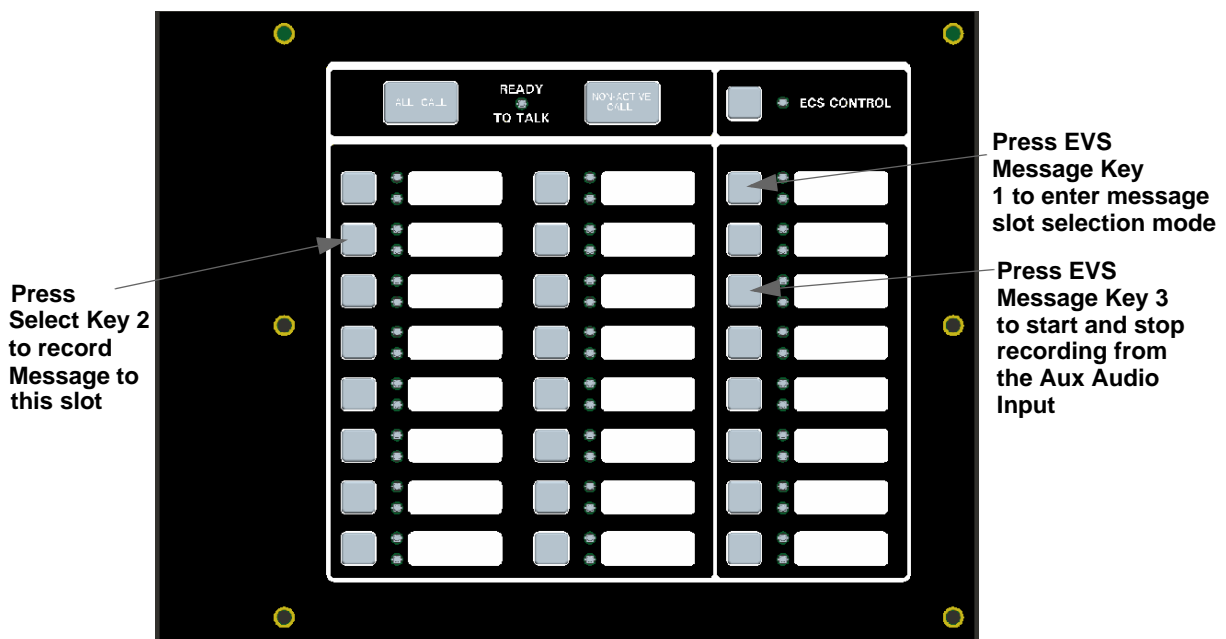 ALL CALL
READY
TO TALK
NON-ACTIVE
CALL
ECS CONTROL
Press EVS
Message Key
1 to enter message
slot selection mode
Press EVS
Message Key 3
to start and stop
recording from
the Aux Audio
Input
Press
Select Key 2
to record
Message to
this slot